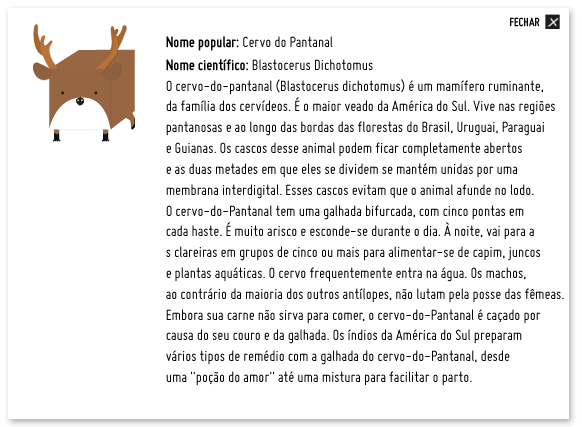 FECHAR
Nome popular: Cervo do Pantanal
Nome científico: Blastocerus Dichotomus
O cervo-do-pantanal (Blastocerus dichotomus) é um mamífero ruminante,
da família dos cervídeos. É o maior veado da América do Sul. Vive nas regiões
pantanosas e ao longo das bordas das florestas do Brasil, Uruguai, Paraguai
e Guianas. Os cascos desse animal podem ficar completamente abertos
e as duas metades em que eles se dividem se mantém unidas por uma
membrana interdigital. Esses cascos evitam que o animal afunde no lodo.
O cervo-do-Pantanal tem uma galhada bifurcada, com cinco pontas em
cada haste. É muito arisco e esconde-se durante o dia. À noite, vai para a
s clareiras em grupos de cinco ou mais para alimentar-se de capim, juncos
e plantas aquáticas. O cervo frequentemente entra na água. Os machos,
ao contrário da maioria dos outros antílopes, não lutam pela posse das fêmeas.
Embora sua carne não sirva para comer, o cervo-do-Pantanal é caçado por
causa do seu couro e da galhada. Os índios da América do Sul preparam
vários tipos de remédio com a galhada do cervo-do-Pantanal, desde
uma "poção do amor" até uma mistura para facilitar o parto.